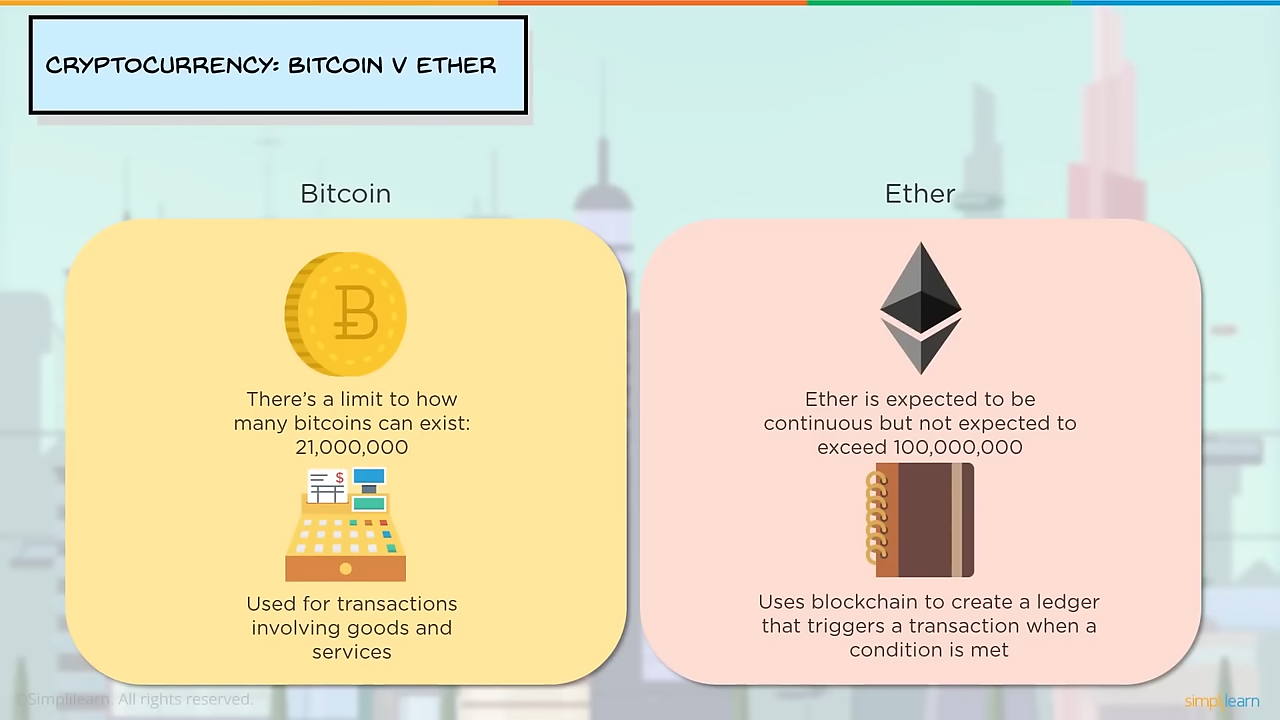 CRYPTOCURRENCY: BITCOIN V ETHER
Bitcoin
There's a limit to how
many bitcoins can exist:
21,000,000
$
Used for transactions
involving goods and
services
Ether
Ether is expected to be
continuous but not expected to
exceed 100,000,000
Uses blockchain to create a ledger
that triggers a transaction when a
condition is met
©Simplilearn. All rights reserved.
simplilearn